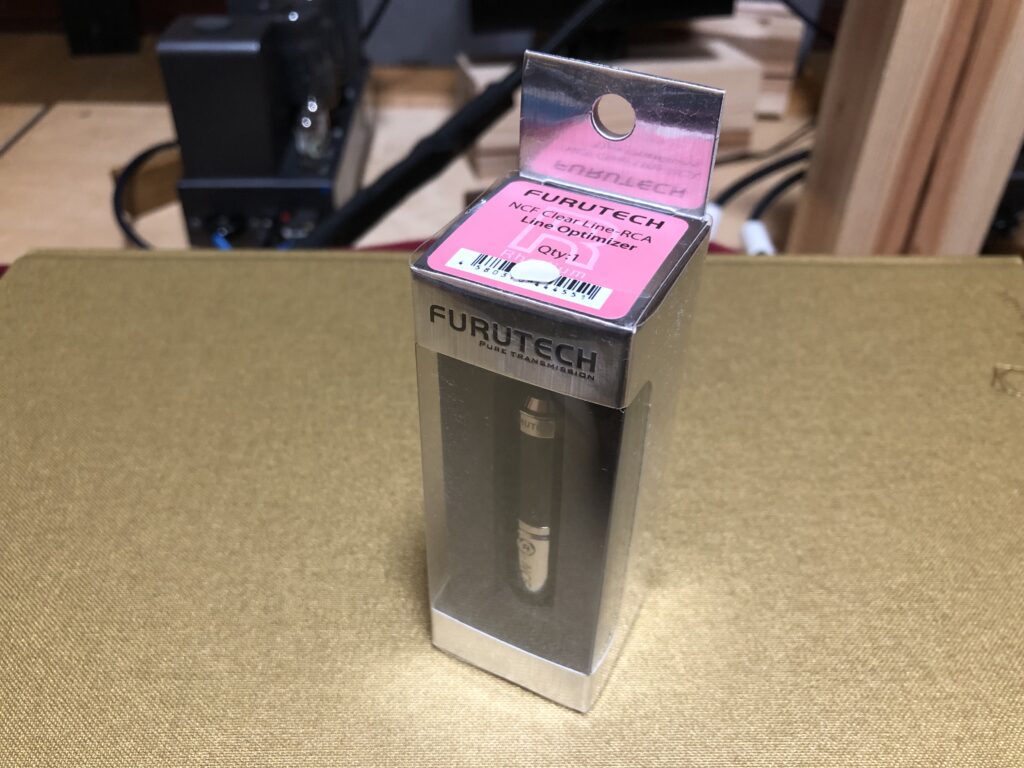 FURUTECH
NCF Clear Line-RCA
Line Optimizer
Qty:1
FURUTECH
PURE TRANSMISSION